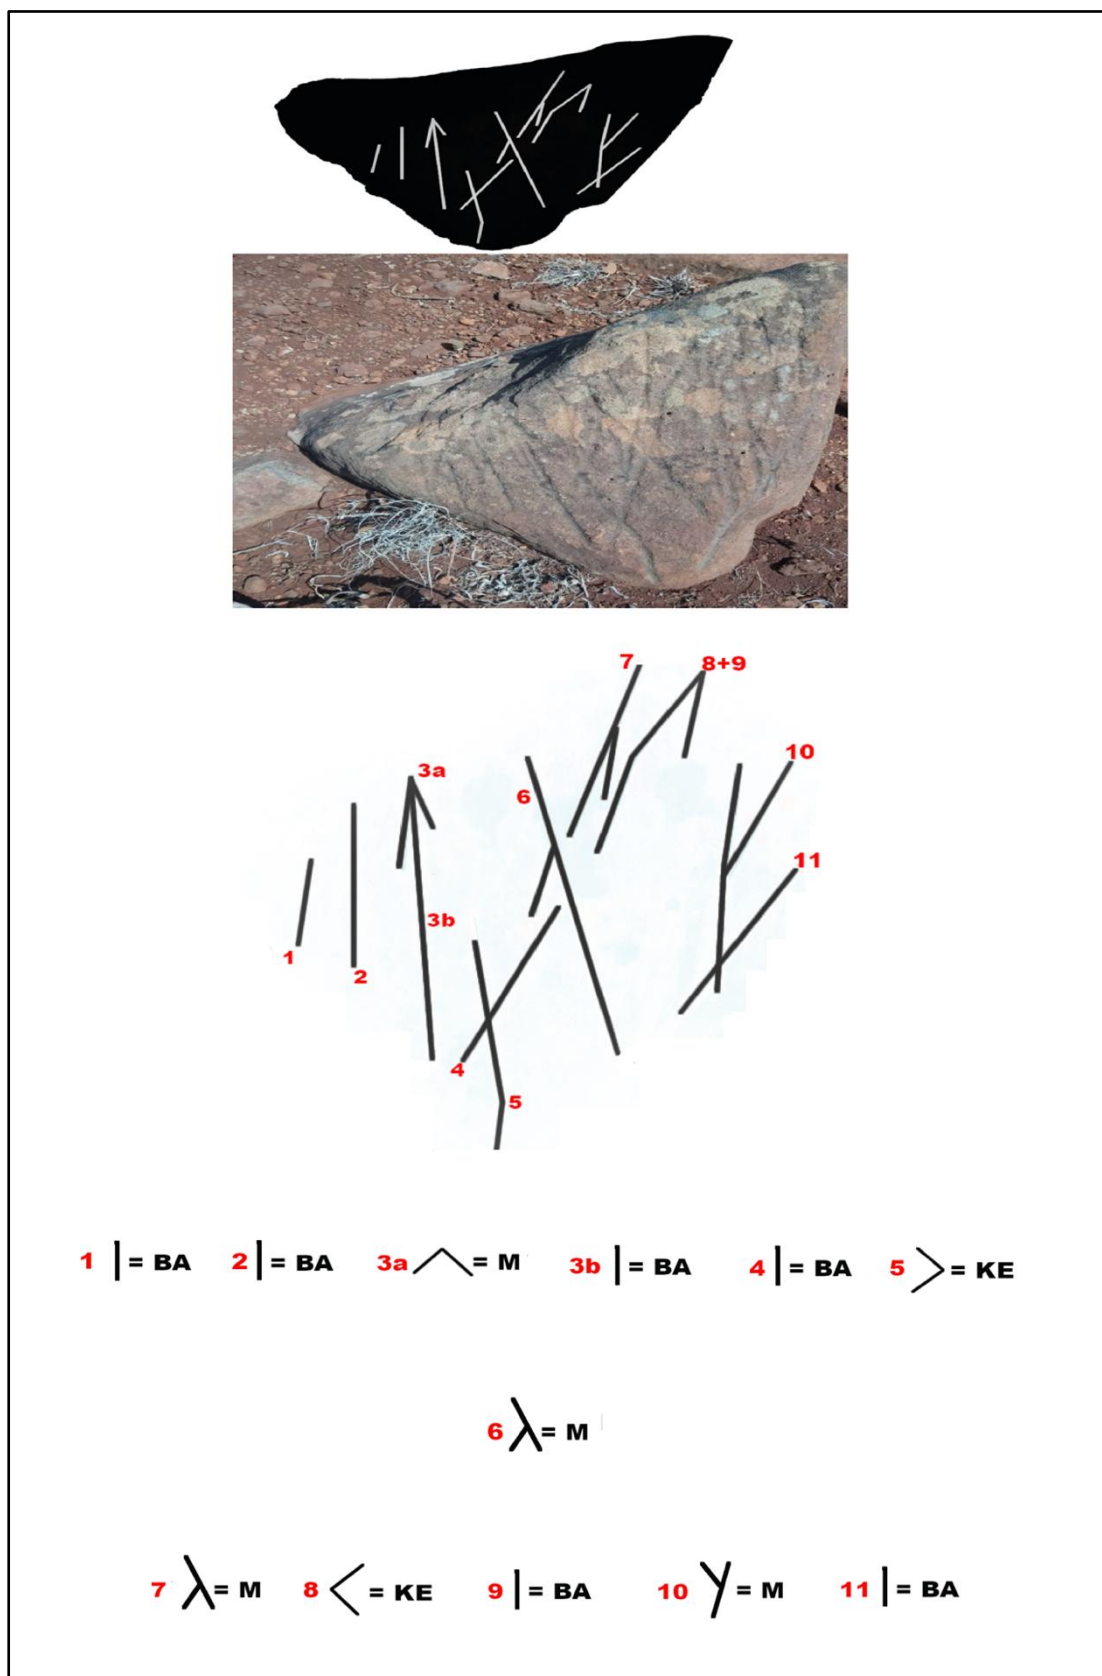 7 8+9
3a 10
6
11
3b
1 2
4
5
1 | = BA 2 | = BA 3a ︿ = M 3b | = BA 4 | = BA 5 > = KE
6 λ = M
7 λ = M 8 < = KE 9 | = BA 10 Y = M 11 | = BA